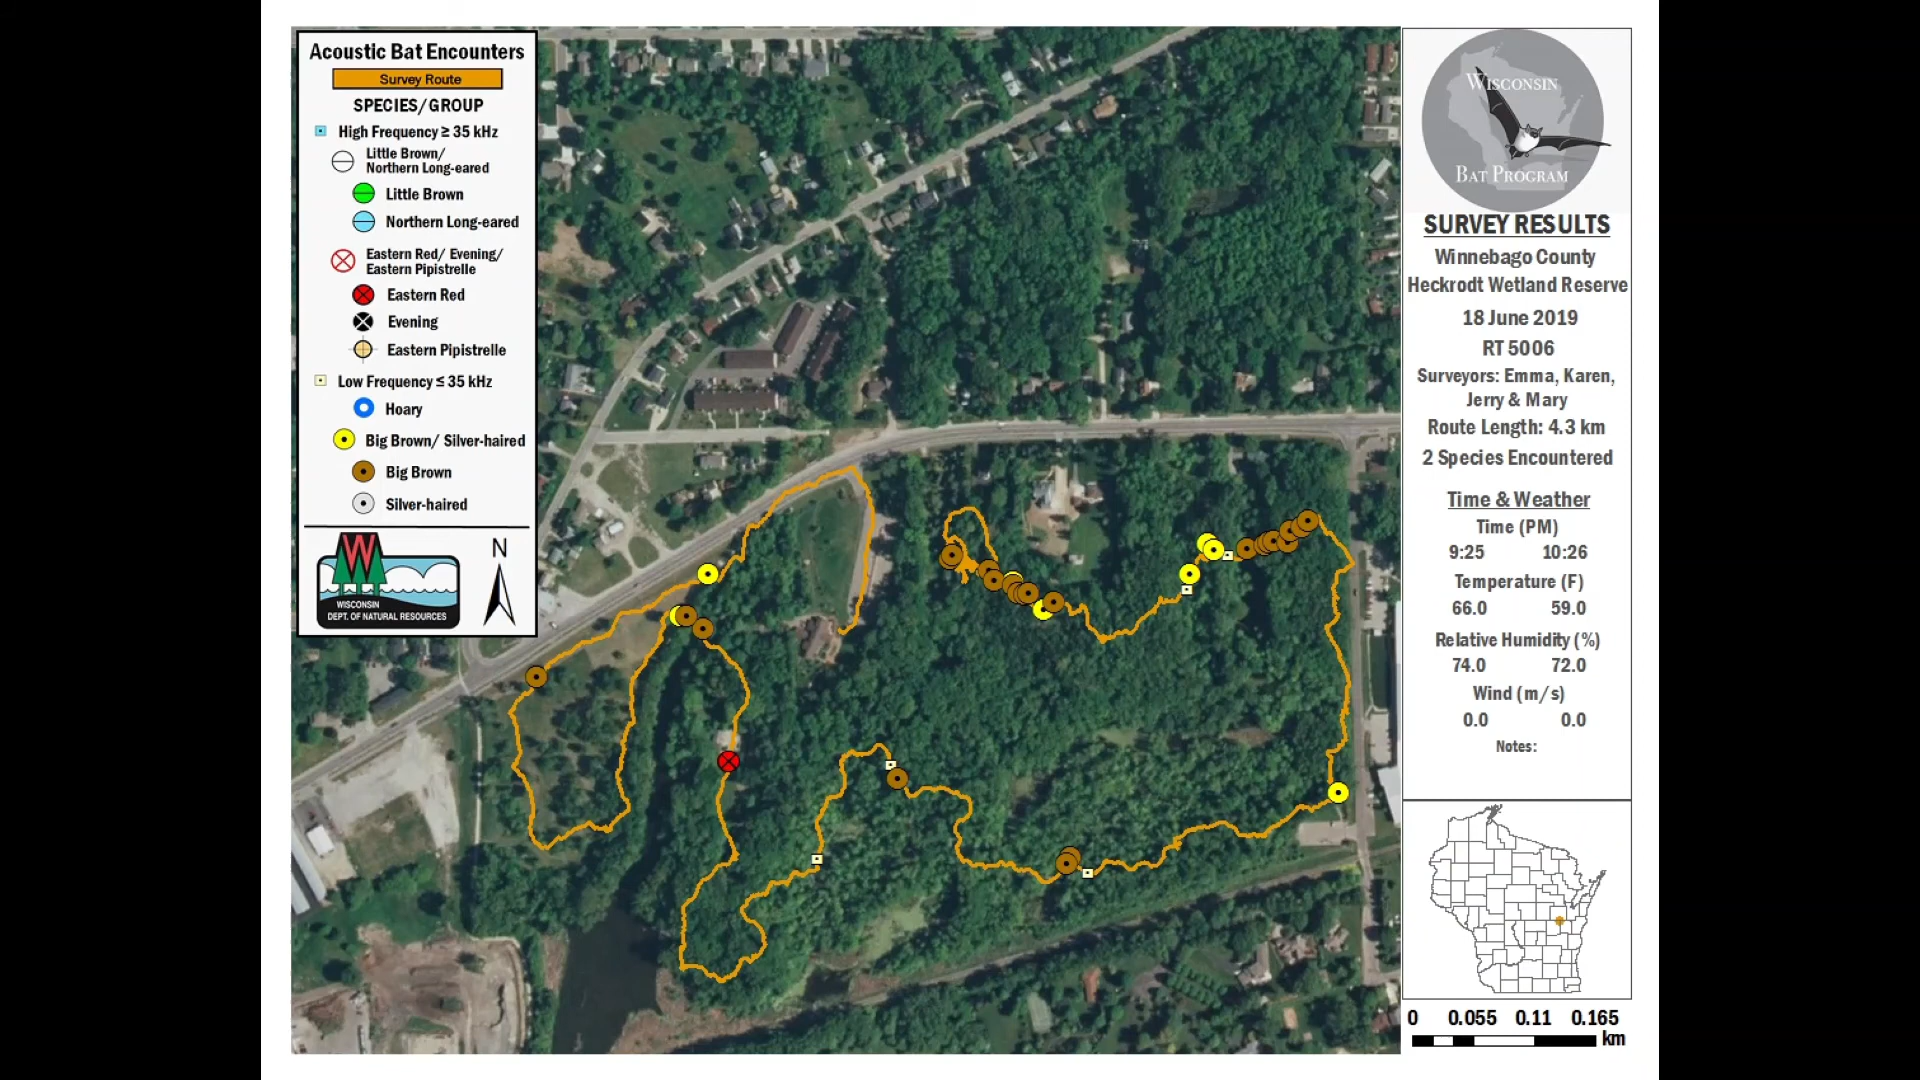 Acoustic Bat Encounters
Survey Route
SPECIES/GROUP
High Frequency ≥ 35 kHz
Little Brown/
Northern Long-eared
Little Brown
Northern Long-eared
Eastern Red/ Evening/
Eastern Pipistrelle
Eastern Red
Evening
Eastern Pipistrelle
Low Frequency ≤ 35 kHz
Hoary
Big Brown/ Silver-haired
Big Brown
Silver-haired
W
WISCONSIN
DEPT. OF NATURAL RESOURCES
N
WISCONSIN
BAT PROGRAM
SURVEY RESULTS
Winnebago County
Heckrodt Wetland Reserve
18 June 2019
RT 5006
Surveyors: Emma, Karen,
Jerry & Mary
Route Length: 4.3 km
2 Species Encountered
Time & Weather
Time (PM)
9:25 10:26
Temperature (F)
66.0 59.0
Relative Humidity (%)
74.0 72.0
Wind (m/s)
0.0 0.0
Notes:
0 0.055 0.11 0.165
km